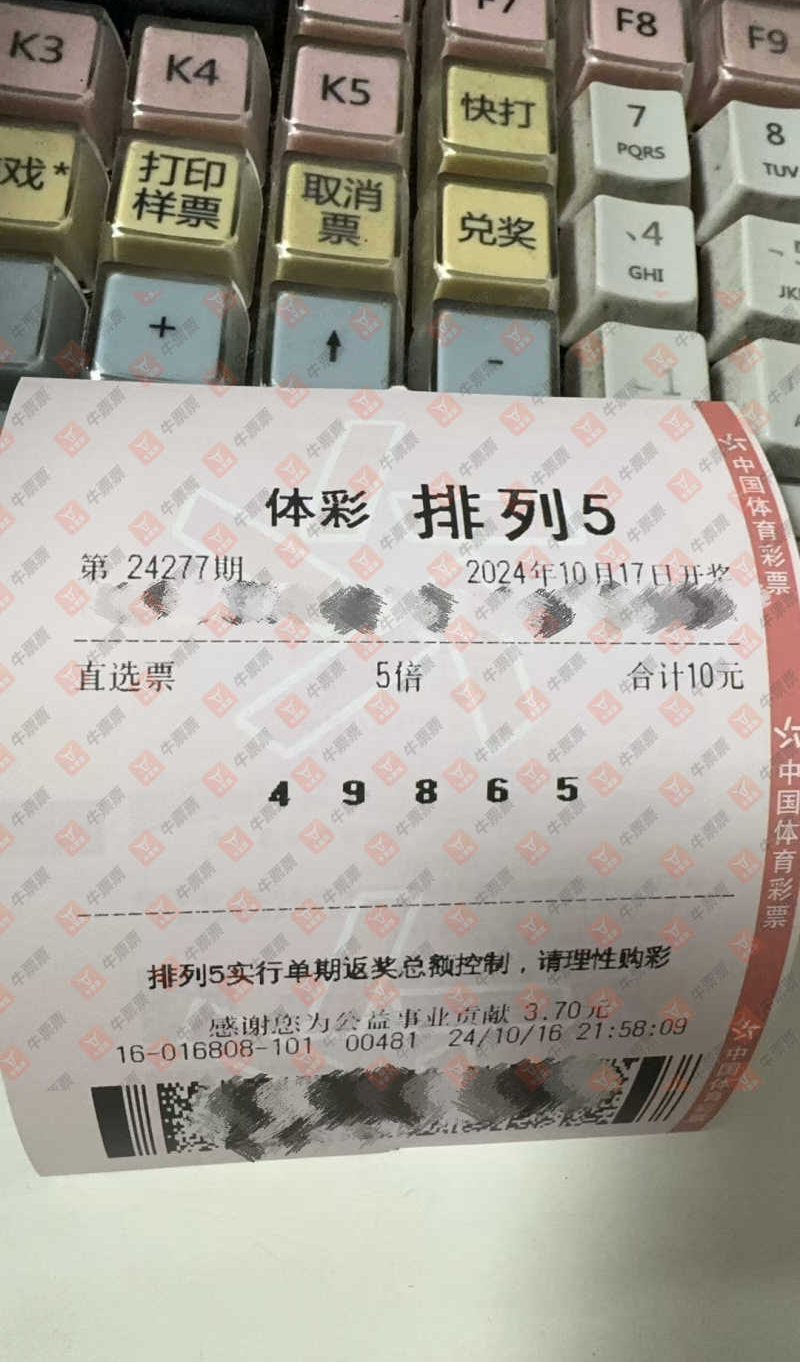 F7
F8
F9
K3
K4
K5
快打
7
PQRS
8
TUV
戏*
打印
样票
取消
票
兑奖
4
GHI
+
↑
-
1
体彩 排列5
第 24277期
2024年10月17日开奖
直选票 5倍 合计10元
4 9 8 6 5
排列5实行单期返奖总额控制，请理性购彩
感谢您为公益事业贡献 3.70元
16-016808-101 00481 24/10/16 21:58:09
中国体育彩票
中国体育彩票
中国体育彩票
牛票票